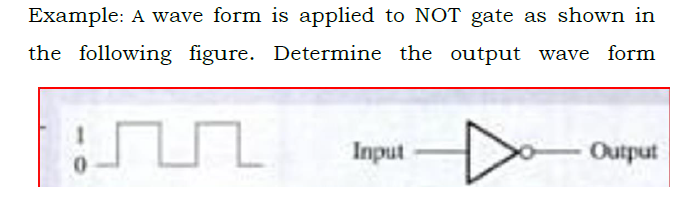 Example: A wave form is applied to NOT gate as shown in
the following figure. Determine the output wave form
1
0
Input
Output